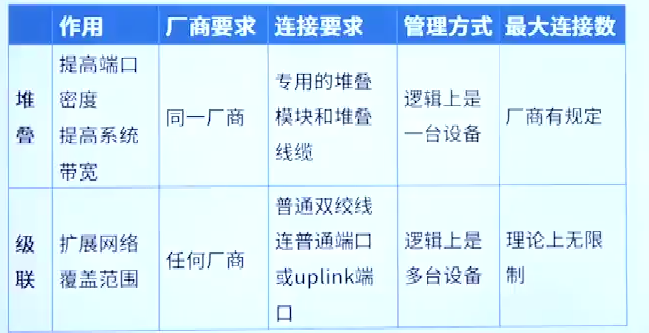 作用 厂商要求 连接要求 管理方式 最大连接数
堆叠
提高端口
密度
提高系统
带宽
同一厂商
专用的堆叠
模块和堆叠
线缆
逻辑上是
一台设备
厂商有规定
级联
扩展网络
覆盖范围
任何厂商
普通双绞线
连普通端口
或uplink端
口
逻辑上是
多台设备
理论上无限
制